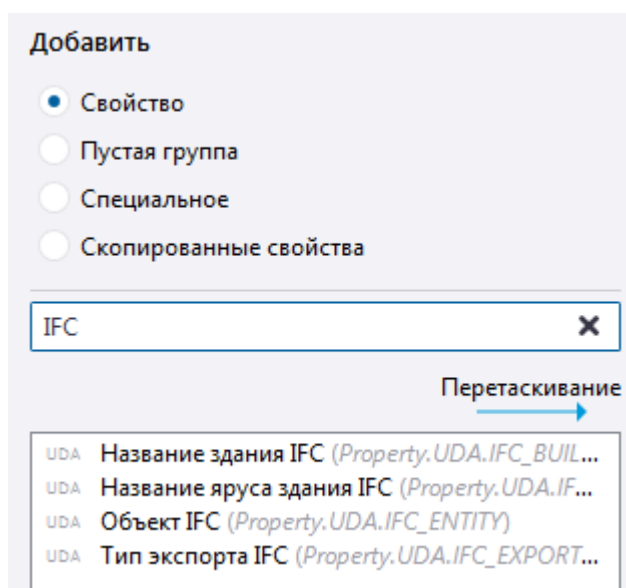 Добавить
Свойство
Пустая группа
Специальное
Скопированные свойства
IFC
Перетаскивание
UDA Название здания IFC (Property.UDA.IFC_BUIL...
UDA Название яруса здания IFC (Property.UDA.IF...
UDA Объект IFC (Property.UDA.IFC_ENTITY)
UDA Тип экспорта IFC (Property.UDA.IFC_EXPORT...